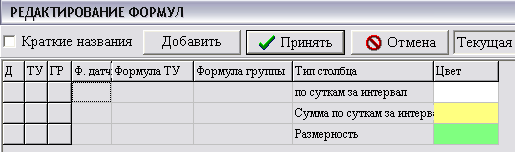 РЕДАКТИРОВАНИЕ ФОРМУЛ
Краткие названия Добавить Принять Отмена Текущая
Д ТУ ГР Ф. датч Формула ТУ Формула группы Тип столбца Цвет
по суткам за интервал
Сумма по суткам за интерв
Размерность